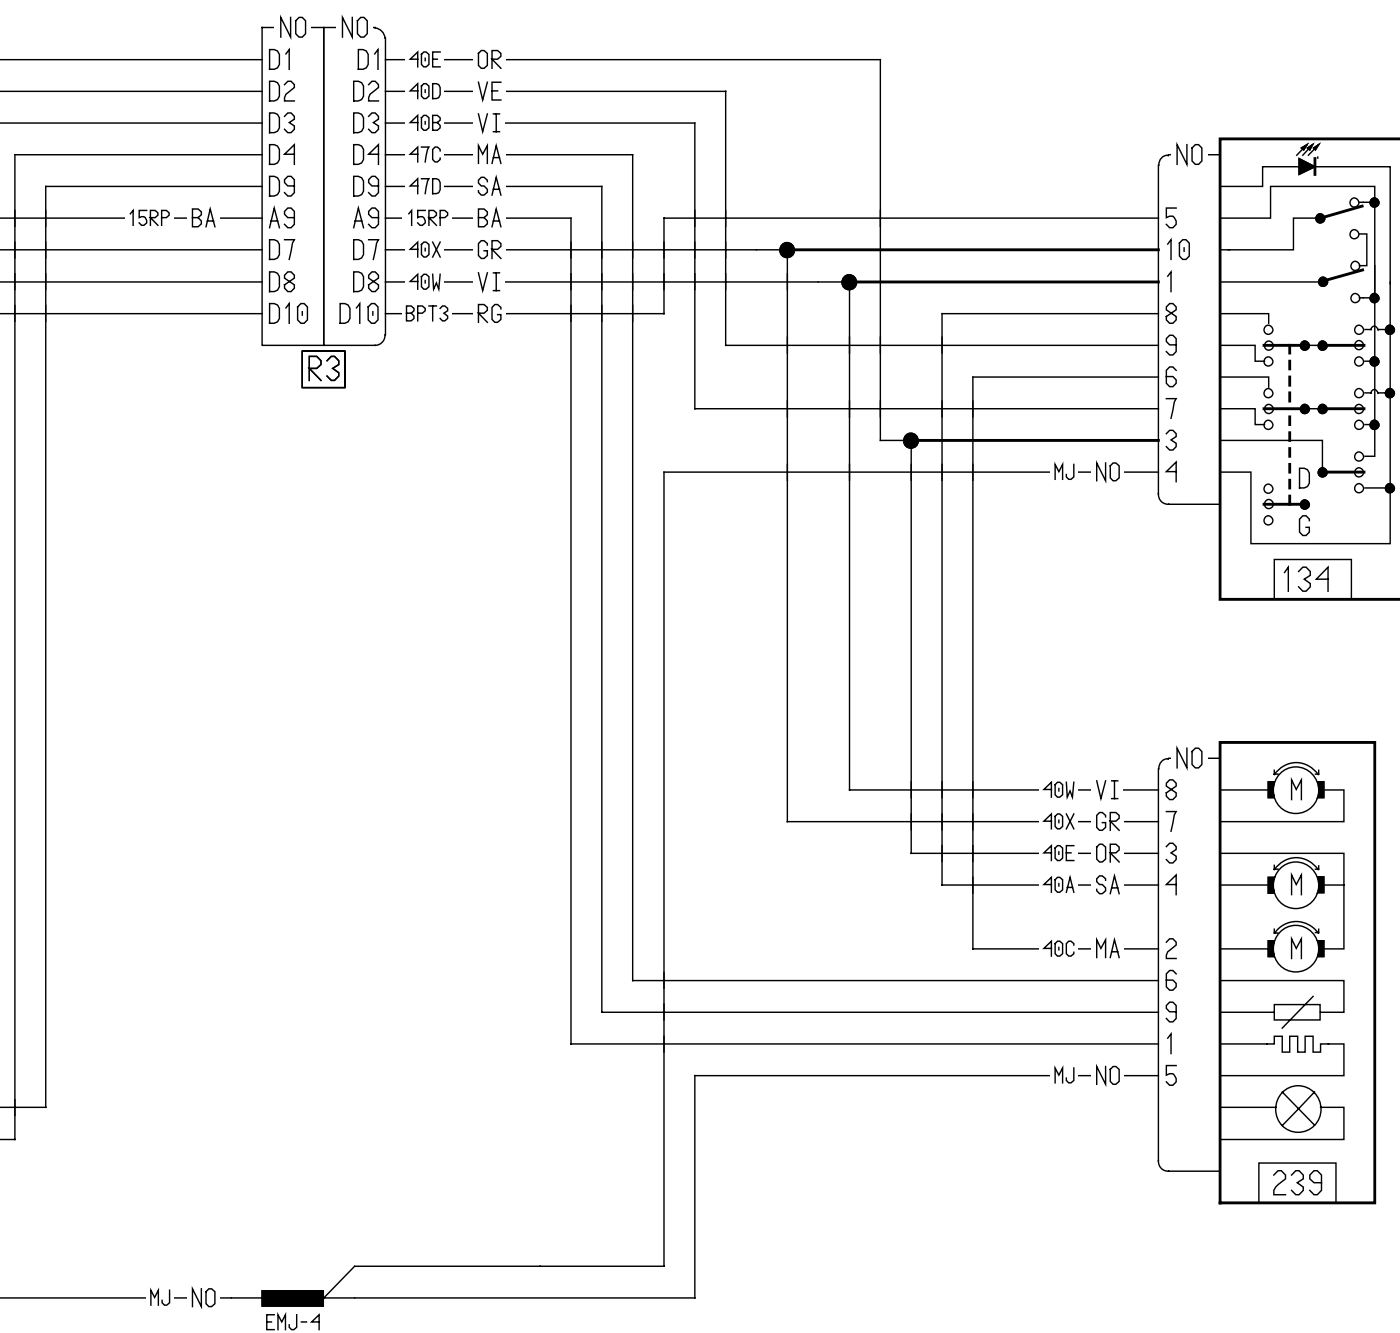 NO NO
D1 D1 40E OR
D2 D2 40D VE
D3 D3 40B VI
D4 D4 47C MA NO
D9 D9 47D SA
15RP BA A9 A9 15RP BA 5
D7 D7 40X GR 10
D8 D8 40W VI 1
D10 D10 BPT3 RG 8
9
R3
6
7
3
MJ-NO 4
D
G
134
NO
40W-VI 8 M
40X-GR 7
40E-OR 3
40A-SA 4 M
40C-MA 2 M
6
9
1
MJ-NO 5
239
MJ-NO
EMJ-4